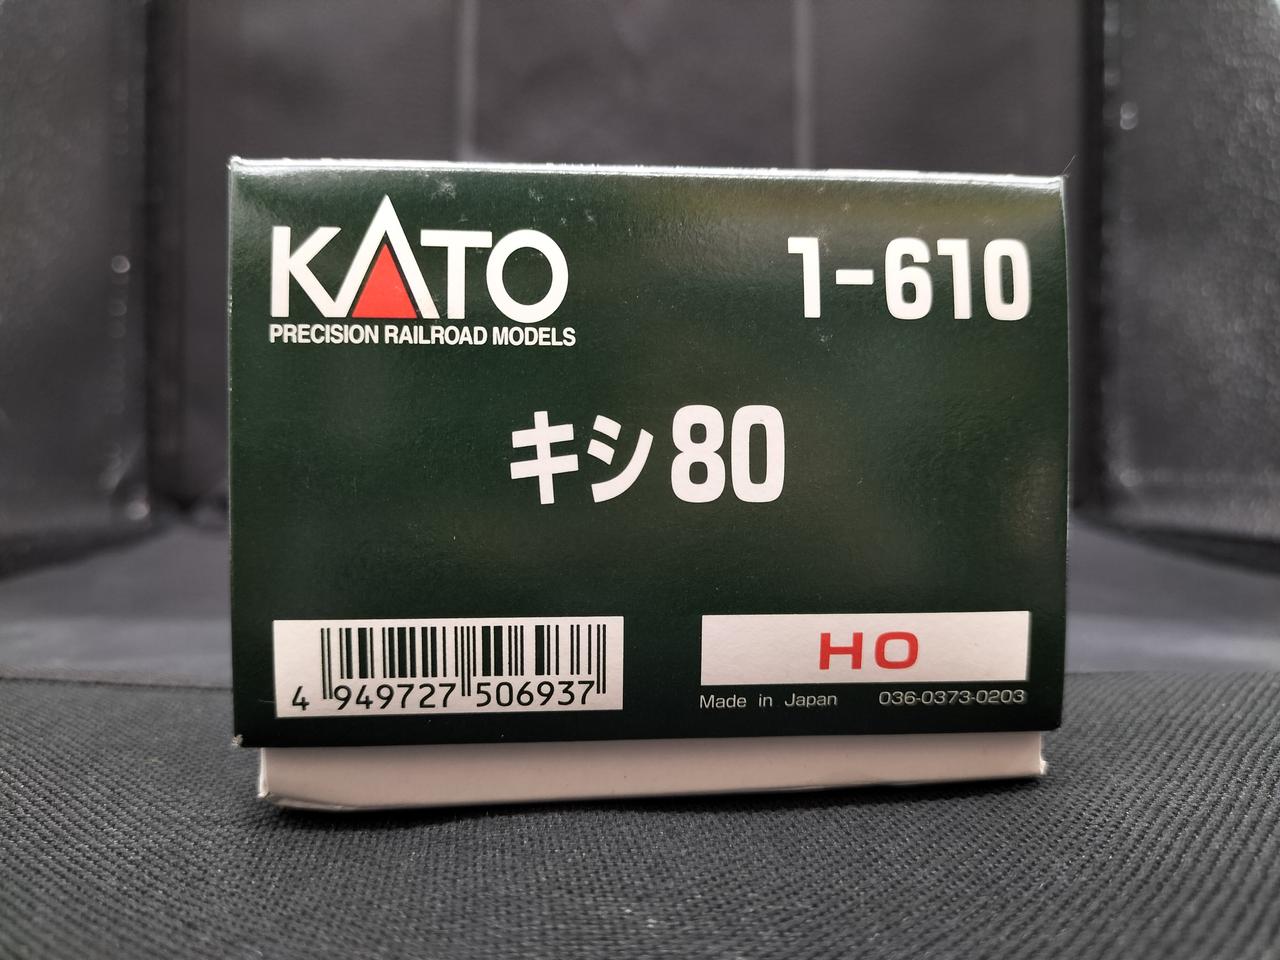 KATO
PRECISION RAILROAD MODELS
1-610
キシ80
4 949727 506937
HO
Made in Japan 036-0373-0203